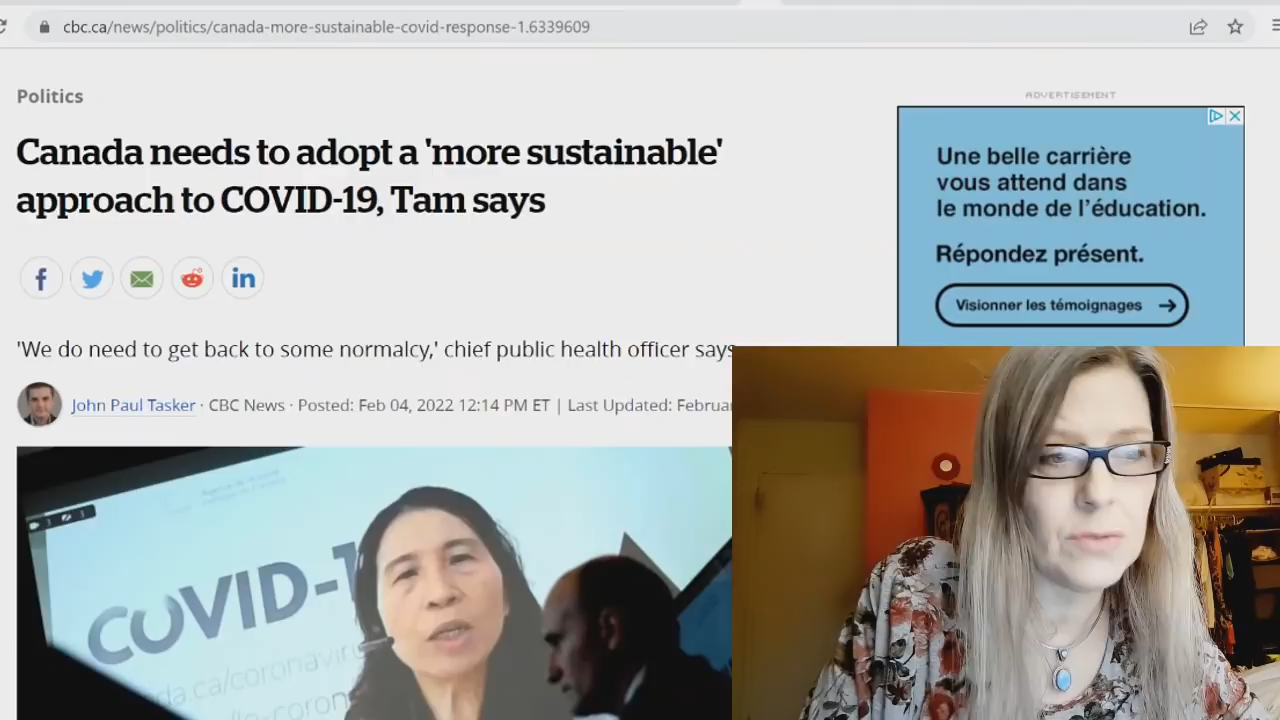 cbc.ca/news/politics/canada-more-sustainable-covid-response-1.6339609
Politics
Canada needs to adopt a 'more sustainable'
approach to COVID-19, Tam says
'We do need to get back to some normalcy,' chief public health officer says
John Paul Tasker · CBC News · Posted: Feb 04, 2022 12:14 PM ET | Last Updated: Februar
ADVERTISEMENT
Une belle carrière
vous attend dans
le monde de l'éducation.
Répondez présent.
Visionner les témoignages →
COVID-1
da.ca/coronavir